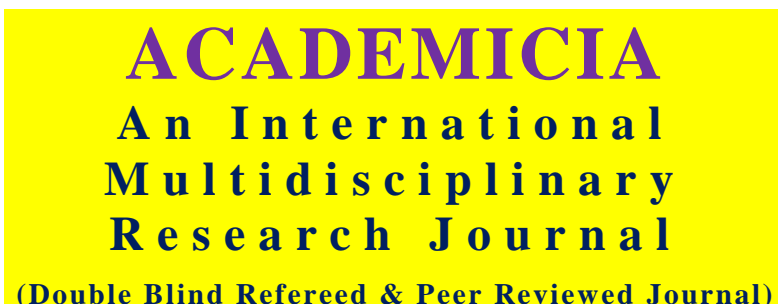 ACADEMICIA
An International
Multidisciplinary
Research Journal
(Double Blind Refereed & Peer Reviewed Journal)